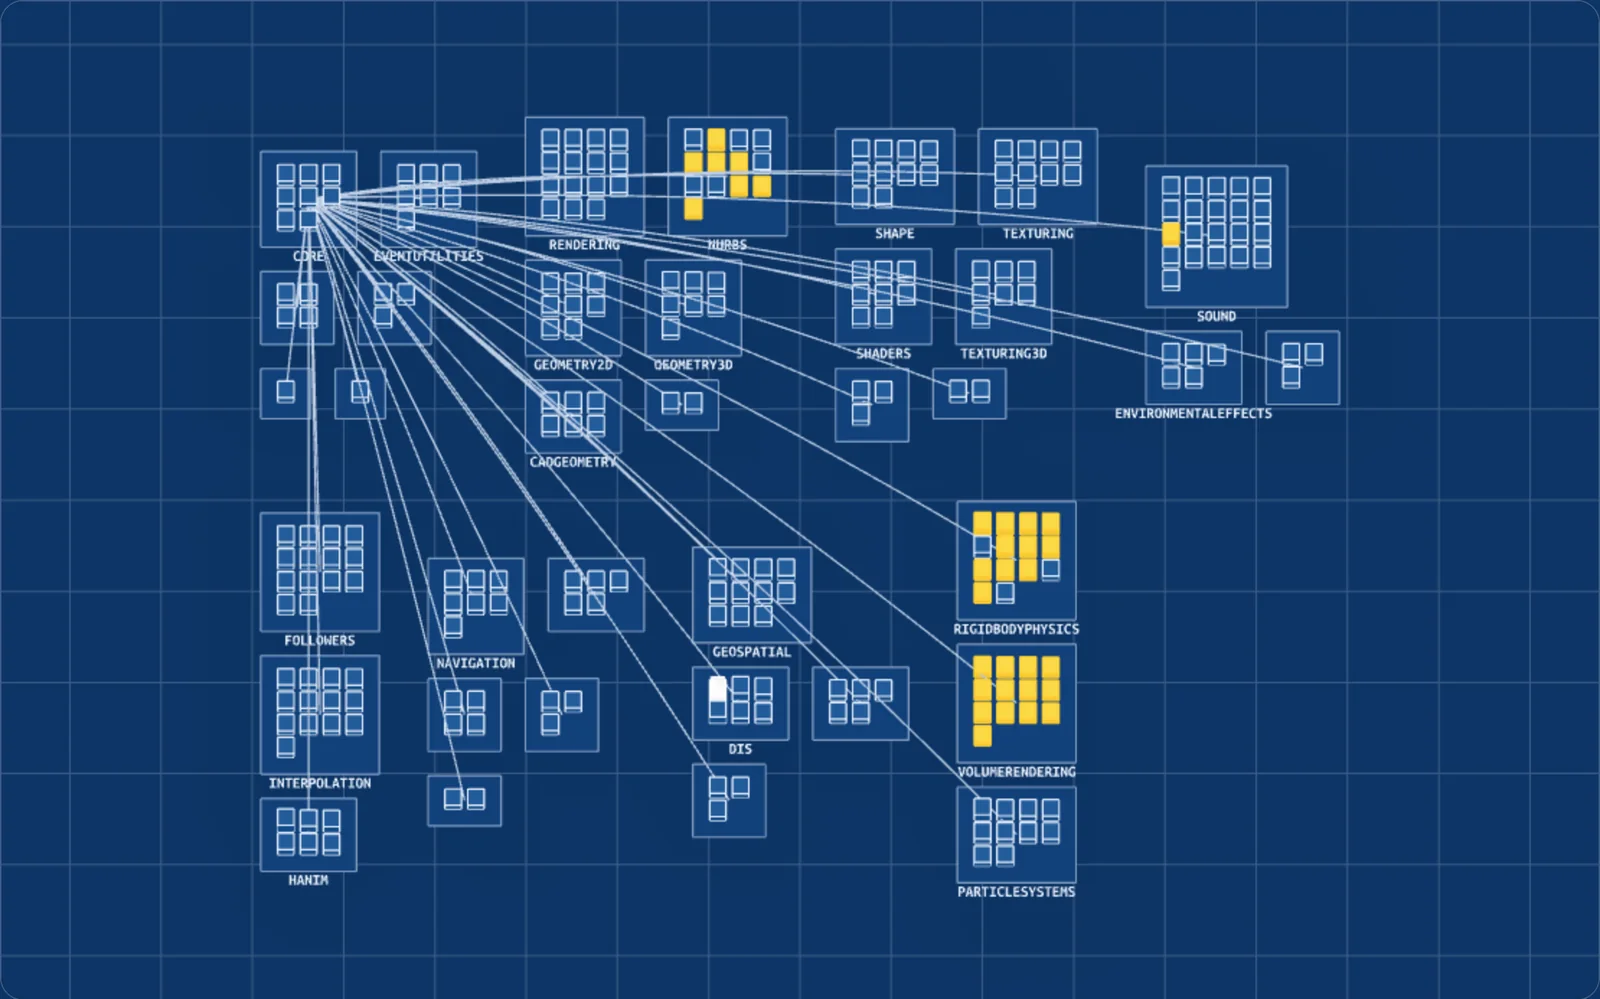 RENDERING
NURBS
SHAPE
TEXTURING
CORE
EVENTUTILITIES
SOUND
GEOMETRY2D
GEOMETRY3D
SHADERS
TEXTURING3D
ENVIRONMENTALEFFECTS
CADGEOMETRY
FOLLOWERS
NAVIGATION
GEOSPATIAL
RIGIDBODYPHYSICS
INTERPOLATION
DIS
VOLUMERENDERING
HANIM
PARTICLESYSTEMS